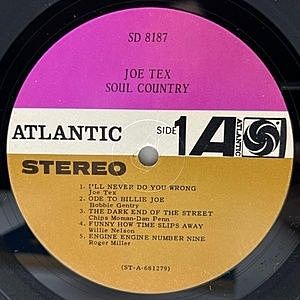 SD 8187
JOE TEX
SOUL COUNTRY
ATLANTIC
SIDE 1 A ATLANTIC
STEREO
1. I'LL NEVER DO YOU WRONG
Joe Tex
2. ODE TO BILLIE JOE
Bobbie Gentry
3. THE DARK END OF THE STREET
Chips Moman-Dan Penn
4. FUNNY HOW TIME SLIPS AWAY
Willie Nelson
5. ENGINE ENGINE NUMBER NINE
Roger Miller
(ST-A-681279)